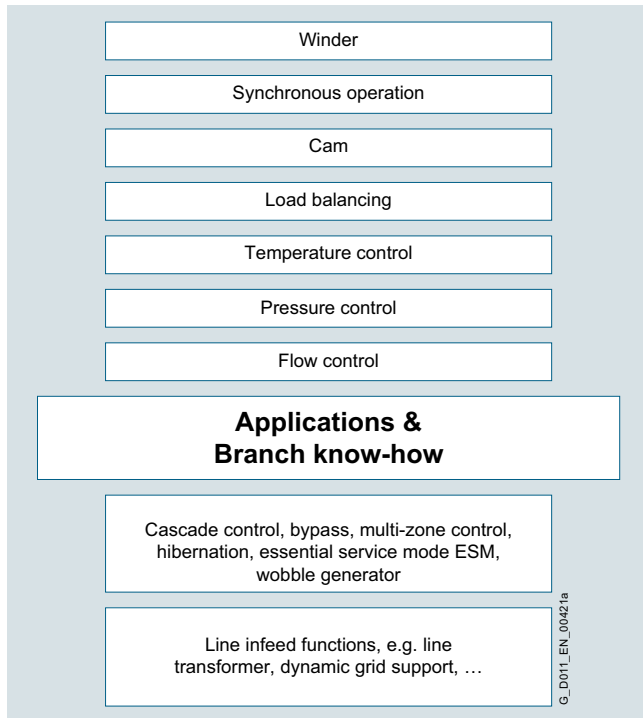 Winder
Synchronous operation
Cam
Load balancing
Temperature control
Pressure control
Flow control
Applications &
Branch know-how
Cascade control, bypass, multi-zone control,
hibernation, essential service mode ESM,
wobble generator
Line infeed functions, e.g. line
transformer, dynamic grid support, …
G_D011_EN_00421a